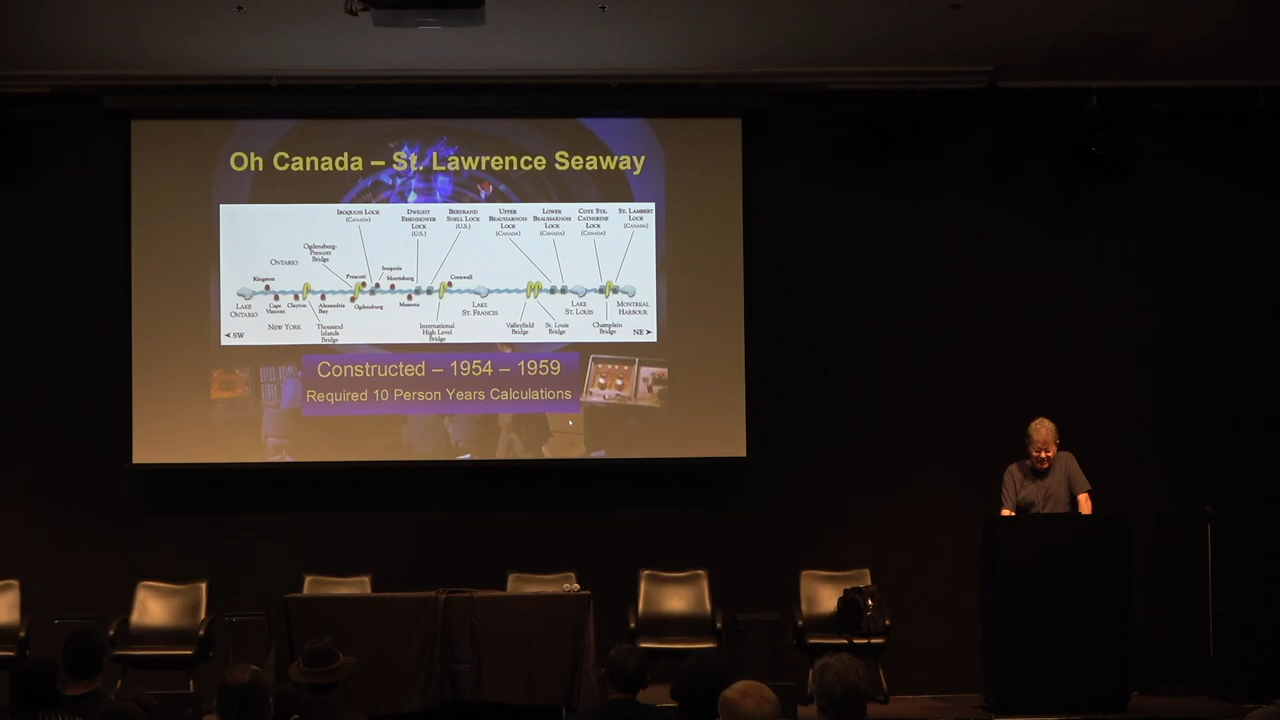 Oh Canada – St. Lawrence Seaway
IROQUOIS LOCK
(CANADA)
DWIGHT
EISENHOWER
LOCK
(U.S.)
BERTRAND
SNELL LOCK
(U.S.)
UPPER
BEAUHARNOIS
LOCK
(CANADA)
LOWER
BEAUHARNOIS
LOCK
(CANADA)
COTE STE.
CATHERINE
LOCK
(CANADA)
ST. LAMBERT
LOCK
(CANADA)
Ogdensburg-
Prescott
Bridge
ONTARIO
Kingston
Prescott
Iroquois
Morrisburg
Cornwall
LAKE
ONTARIO
Cape
Vincent
Clayton
Alexandria
Bay
Ogdensburg
Massena
LAKE
ST. FRANCIS
LAKE
ST. LOUIS
MONTREAL
HARBOUR
NEW YORK
Thousand
Islands
Bridge
International
High Level
Bridge
Valleyfield
Bridge
St. Louis
Bridge
Champlain
Bridge
SW
NE
Constructed – 1954 – 1959
Required 10 Person Years Calculations